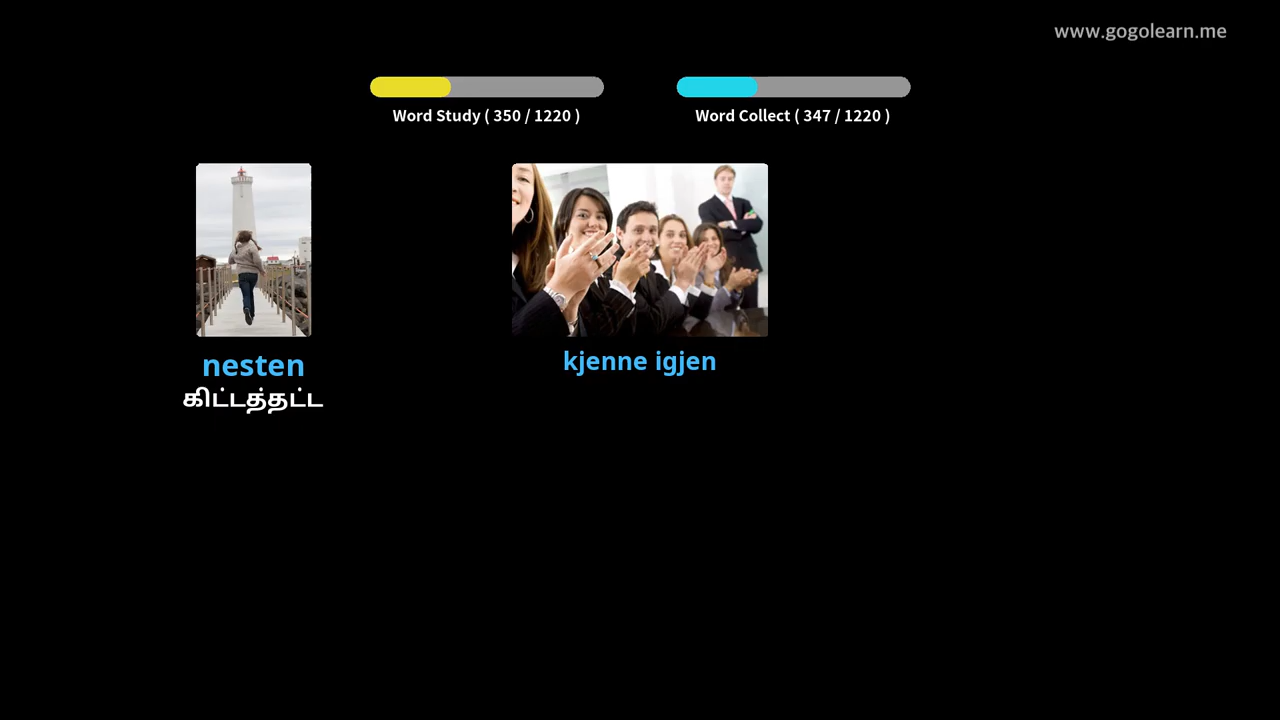 www.gogolearn.me
Word Study ( 350 / 1220 )
Word Collect ( 347 / 1220 )
nesten
கிட்டத்தட்ட
kjenne igjen